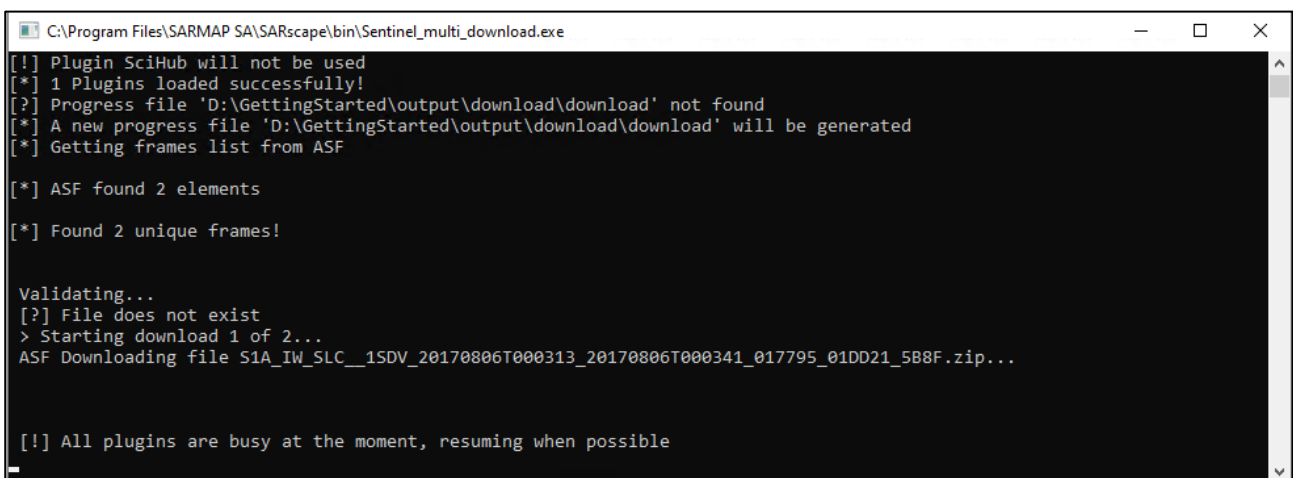 C:\Program Files\SARMAP SA\SARscape\bin\Sentinel_multi_download.exe
[!] Plugin SciHub will not be used
[*] 1 Plugins loaded successfully!
[?] Progress file 'D:\GettingStarted\output\download\download' not found
[*] A new progress file 'D:\GettingStarted\output\download\download' will be generated
[*] Getting frames list from ASF
[*] ASF found 2 elements
[*] Found 2 unique frames!
Validating...
[?] File does not exist
> Starting download 1 of 2...
ASF Downloading file S1A_IW_SLC__1SDV_20170806T000313_20170806T000341_017795_01DD21_5B8F.zip...
[!] All plugins are busy at the moment, resuming when possible